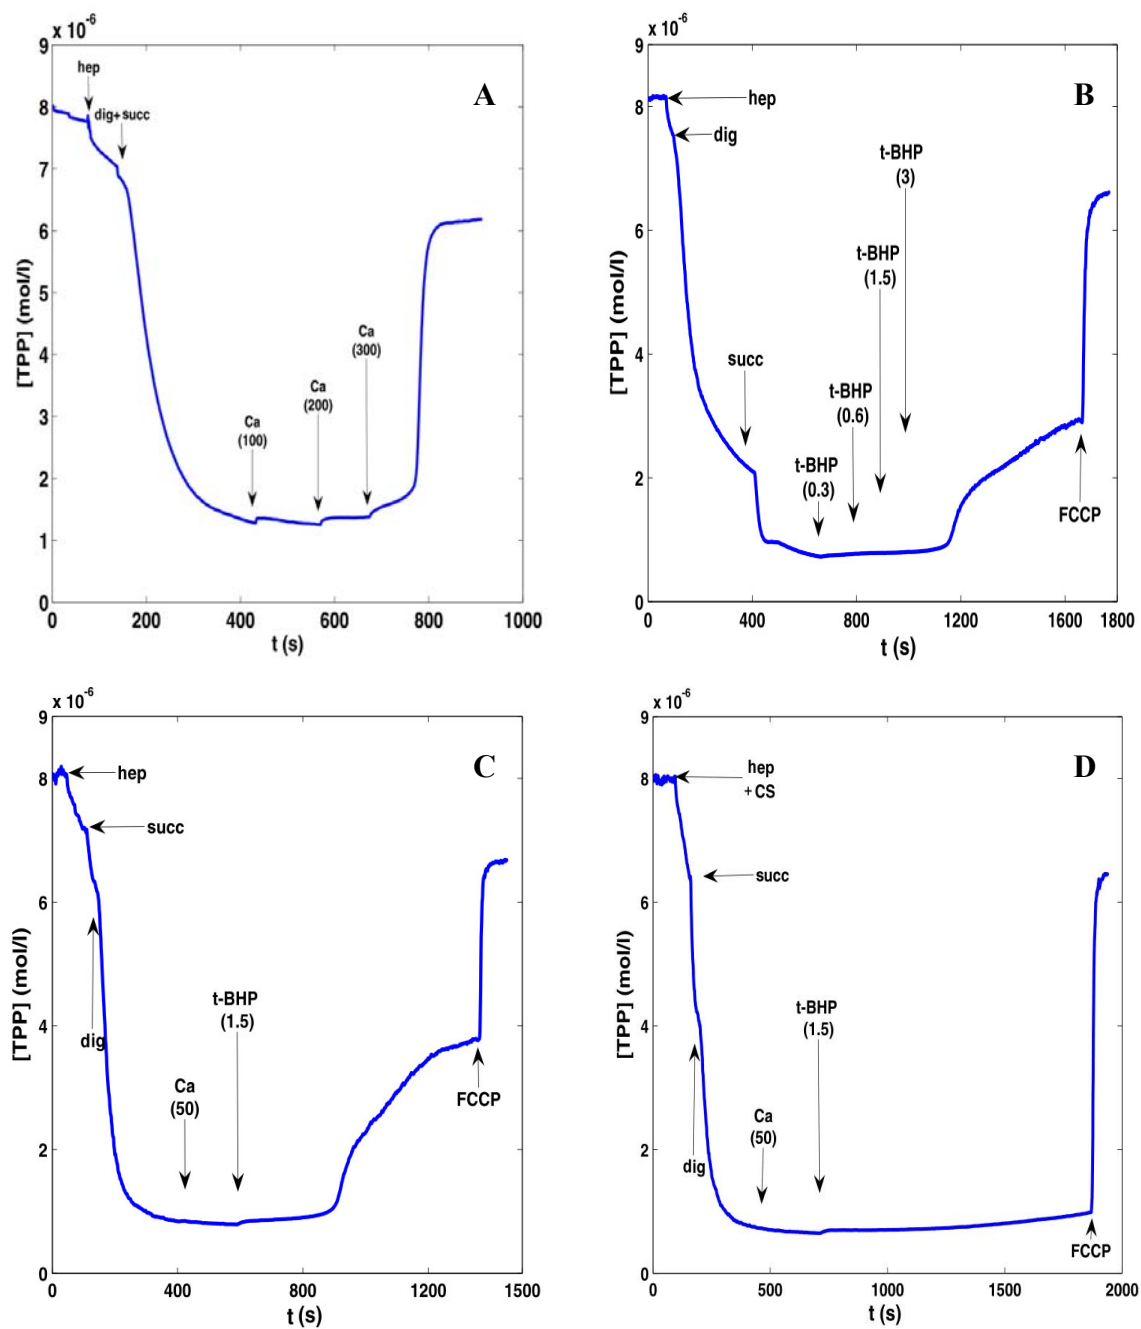 x 10-6
9
8
7
6
5
4
3
2
1
0
hep
dig+succ
A
Ca
(300)
Ca
(200)
Ca
(100)
[TPP] (mol/l)
0 200 400 600 800 1000
t (s)
x 10-6
9
8
6
4
2
0
hep
dig
B
t-BHP
(3)
t-BHP
(1.5)
succ
t-BHP
(0.6)
t-BHP
(0.3)
FCCP
[TPP] (mol/l)
0 400 800 1200 1600 1800
t (s)
x 10-6
9
8
6
4
2
0
hep
succ
C
t-BHP
(1.5)
dig
Ca
(50)
FCCP
[TPP] (mol/l)
0 400 800 1200 1500
t (s)
x 10-6
9
8
6
4
2
0
hep
+ CS
D
succ
t-BHP
(1.5)
Ca
(50)
dig
FCCP
[TPP] (mol/l)
0 500 1000 1500 2000
t (s)